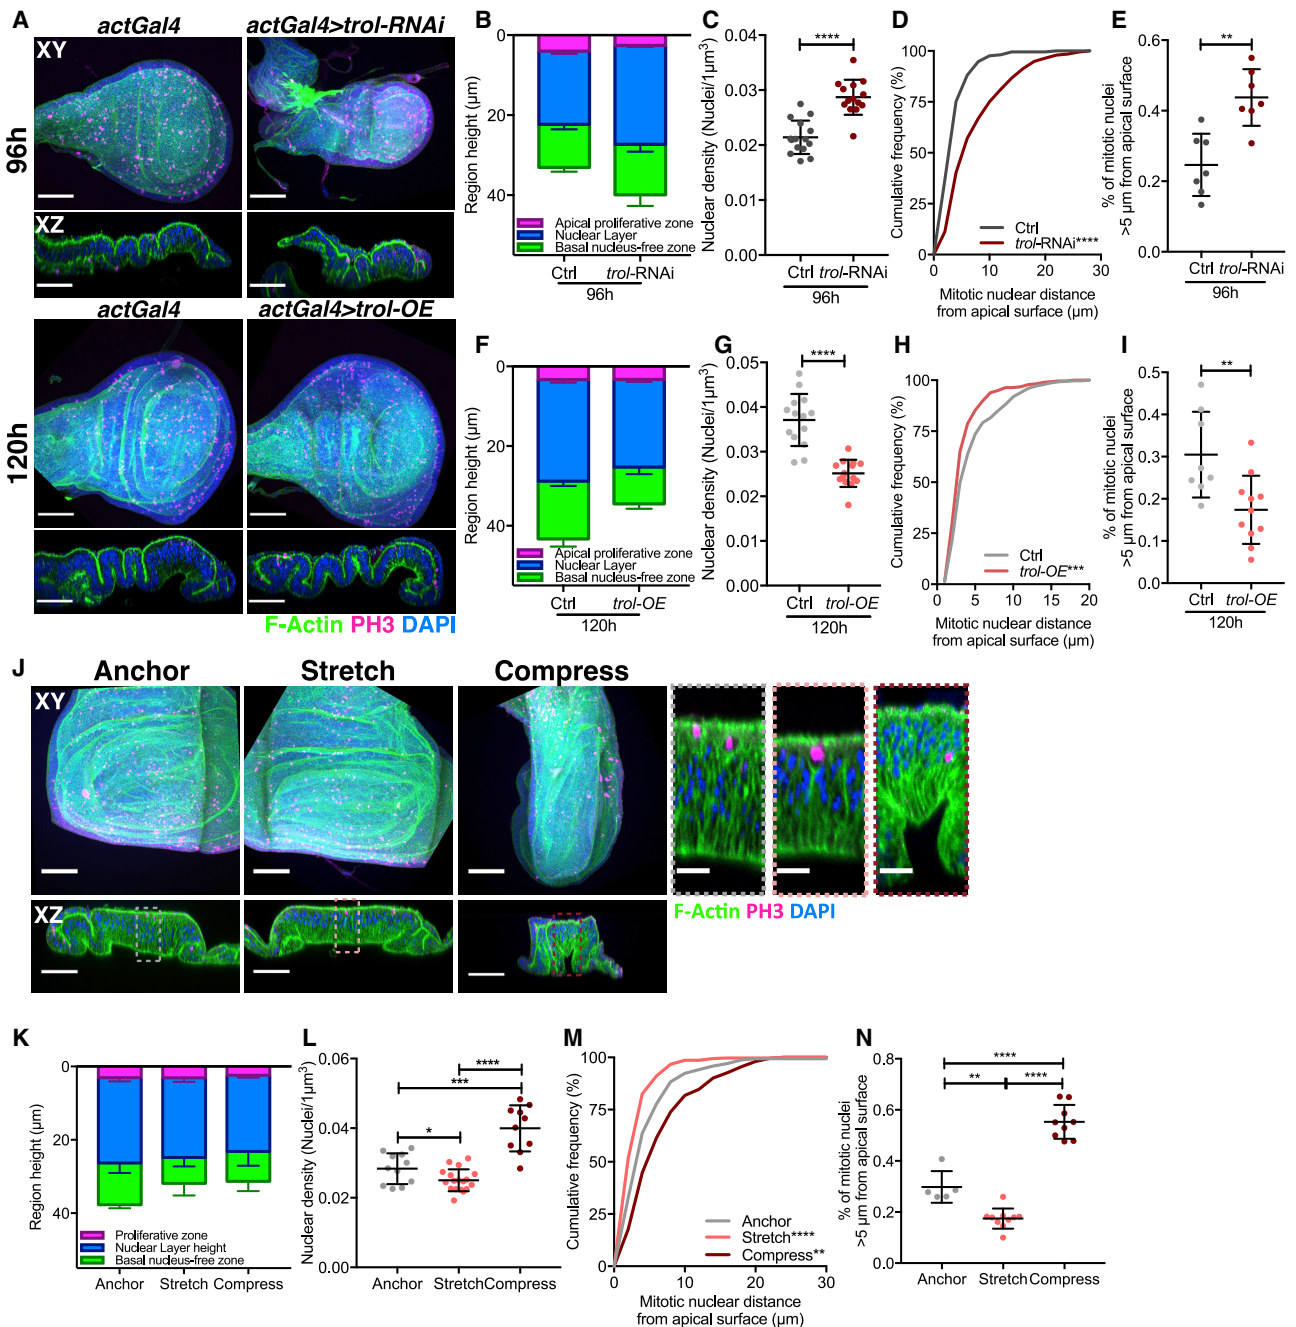 A
actGal4
actGal4>trol-RNAi
XY
96h
XZ
actGal4
actGal4>trol-OE
120h
F-Actin PH3 DAPI
B
0
20
40
Region height (µm)
Apical proliferative zone
Nuclear Layer
Basal nucleus-free zone
Ctrl
trol-RNAi
96h
C
0.04
0.03
0.02
0.01
0.00
Nuclear density (Nuclei/1µm³)
****
Ctrl trol-RNAi
96h
D
100
75
50
25
0
Cumulative frequency (%)
Ctrl
trol-RNAi****
0 10 20 30
Mitotic nuclear distance
from apical surface (µm)
E
0.6
0.4
0.2
0.0
% of mitotic nuclei
>5 µm from apical surface
**
Ctrl trol-RNAi
96h
F
0
20
40
Region height (µm)
Apical proliferative zone
Nuclear Layer
Basal nucleus-free zone
Ctrl
trol-OE
120h
G
0.05
0.04
0.03
0.02
0.01
0.00
Nuclear density (Nuclei/1µm³)
****
Ctrl trol-OE
120h
H
100
75
50
25
0
Cumulative frequency (%)
Ctrl
trol-OE***
0 5 10 15 20
Mitotic nuclear distance
from apical surface (µm)
I
0.5
0.4
0.3
0.2
0.1
0.0
% of mitotic nuclei
>5 µm from apical surface
**
Ctrl trol-OE
120h
J
Anchor
Stretch
Compress
XY
XZ
F-Actin PH3 DAPI
K
0
20
40
Region height (µm)
Proliferative zone
Nuclear Layer height
Basal nucleus-free zone
Anchor Stretch Compress
L
0.06
0.04
0.02
0.00
Nuclear density (Nuclei/1µm³)
****
***
*
Anchor StretchCompress
M
100
75
50
25
0
Cumulative frequency (%)
Anchor
Stretch****
Compress**
0 10 20 30
Mitotic nuclear distance
from apical surface (µm)
N
0.8
0.6
0.4
0.2
0.0
% of mitotic nuclei
>5 µm from apical surface
****
** ****
Anchor Stretch Compress